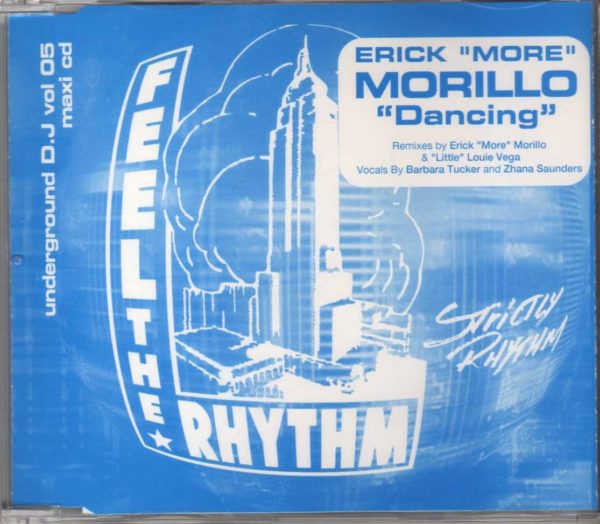 underground D.J vol 05
maxi cd
ERICK "MORE"
MORILLO
"Dancing"
Remixes by Erick "More" Morillo
& "Little" Louie Vega
Vocals By Barbara Tucker and Zhana Saunders
FEEL THE
RHYTHM
STRICTLY
RHYTHM